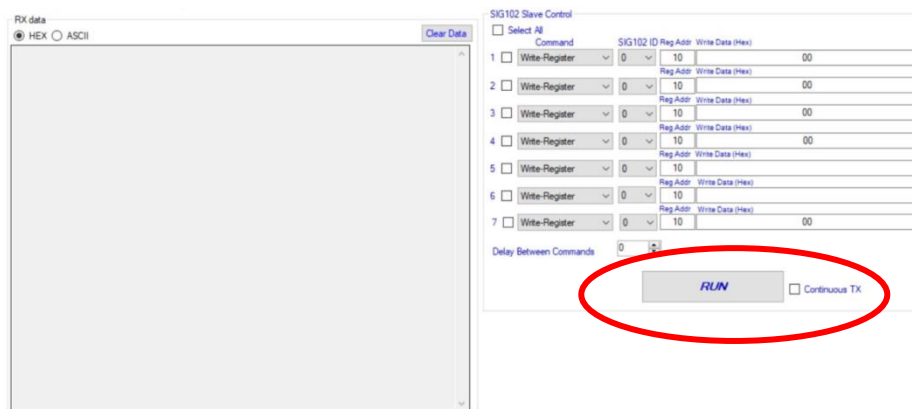 RX data
HEX ASCII
Clear Data
SIG102 Slave Control
Select All
Command SIG102 ID Reg Addr Write Data (Hex)
1 Write-Register 0 10 00
Reg Addr Write Data (Hex)
2 Write-Register 0 10 00
Reg Addr Write Data (Hex)
3 Write-Register 0 10 00
Reg Addr Write Data (Hex)
4 Write-Register 0 10 00
Reg Addr Write Data (Hex)
5 Write-Register 0 10
Reg Addr Write Data (Hex)
6 Write-Register 0 10
Reg Addr Write Data (Hex)
7 Write-Register 0 10 00
Delay Between Commands 0
RUN Continuous TX